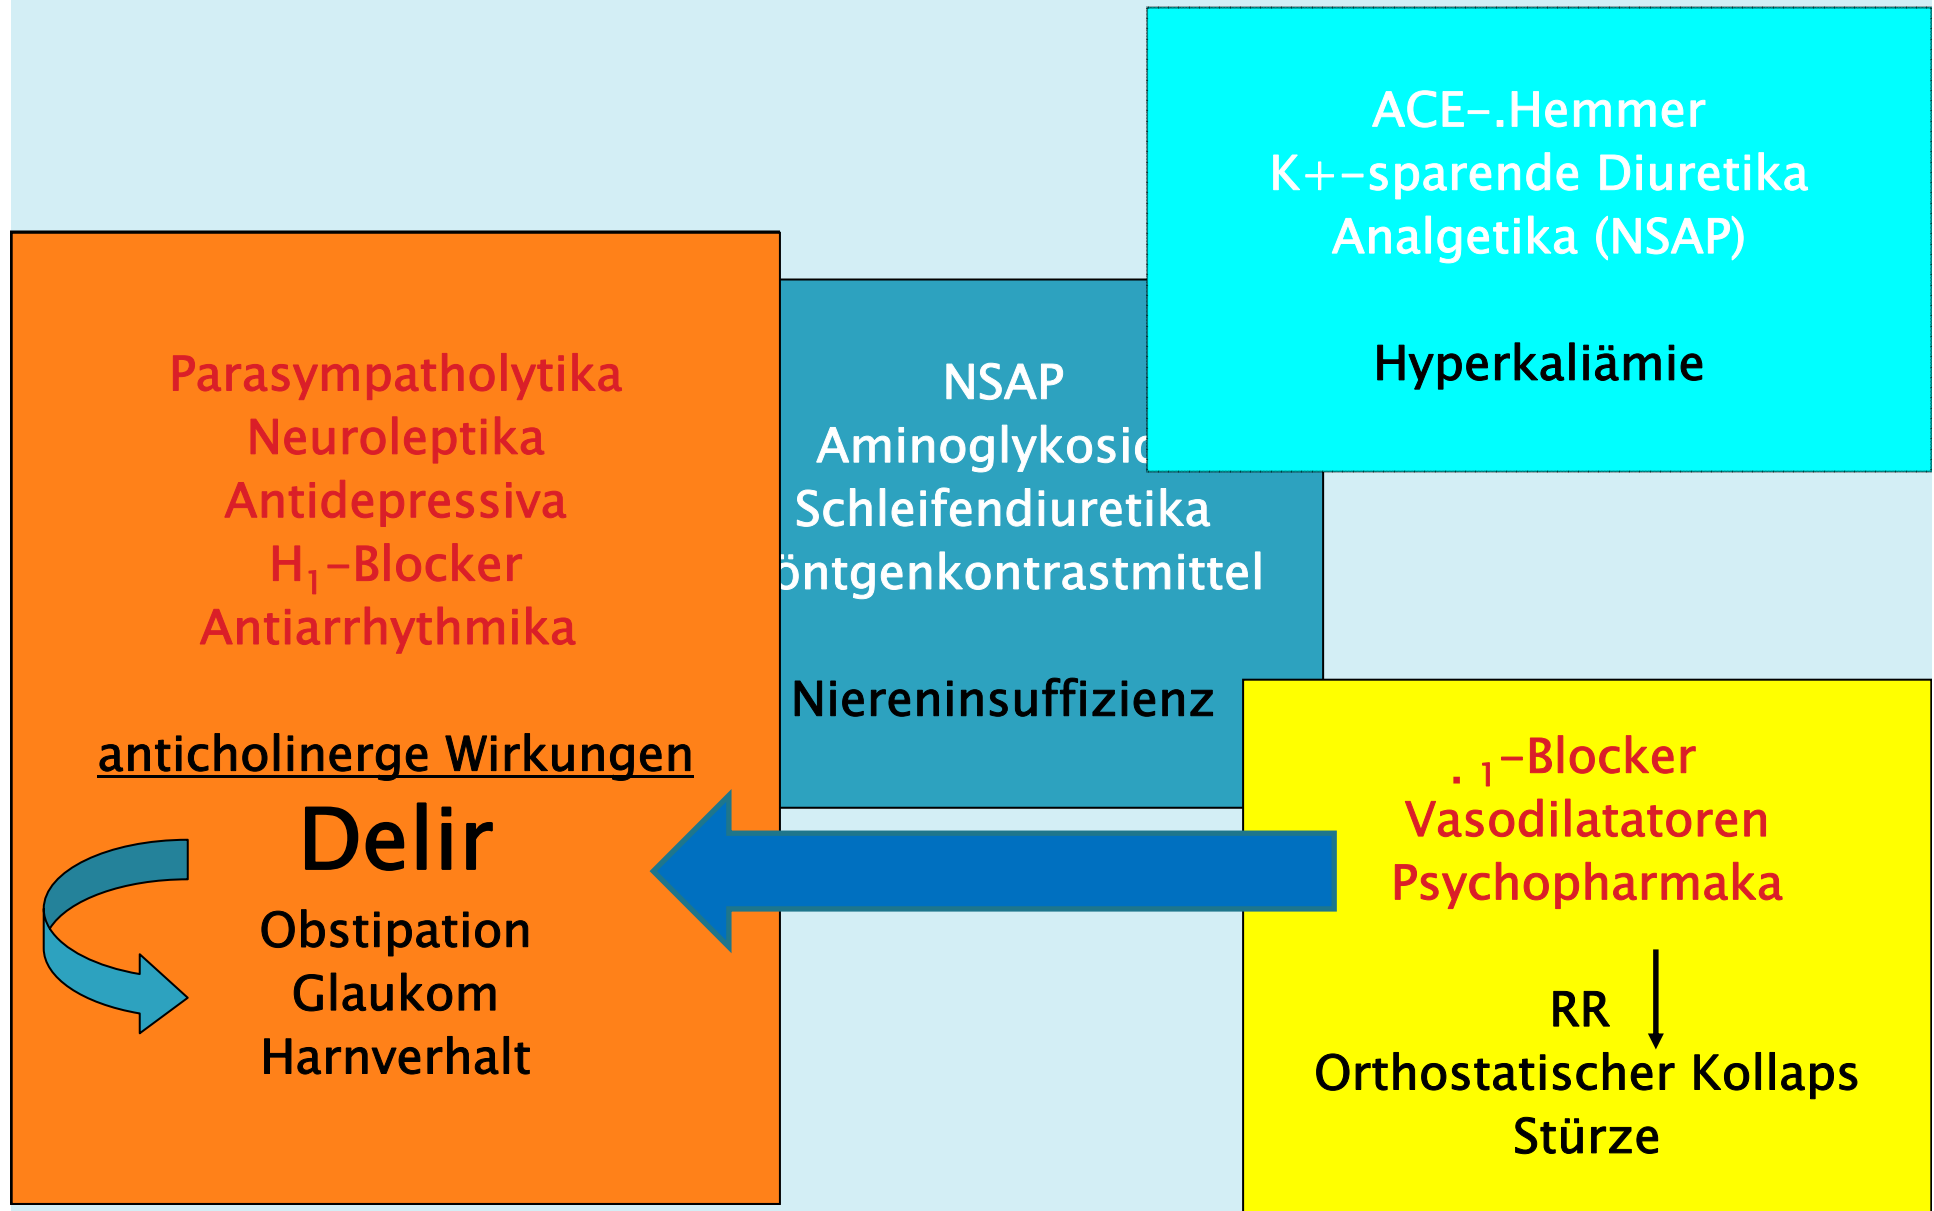 ACE-.Hemmer
K+-sparende Diuretika
Analgetika (NSAP)
Hyperkaliämie
Parasympatholytika
Neuroleptika
Antidepressiva
H₁-Blocker
Antiarrhythmika
anticholinerge Wirkungen
Delir
Obstipation
Glaukom
Harnverhalt
NSAP
Schleifendiuretika
Niereninsuffizienz
. ₁-Blocker
Vasodilatatoren
Psychopharmaka
RR
Orthostatischer Kollaps
Stürze